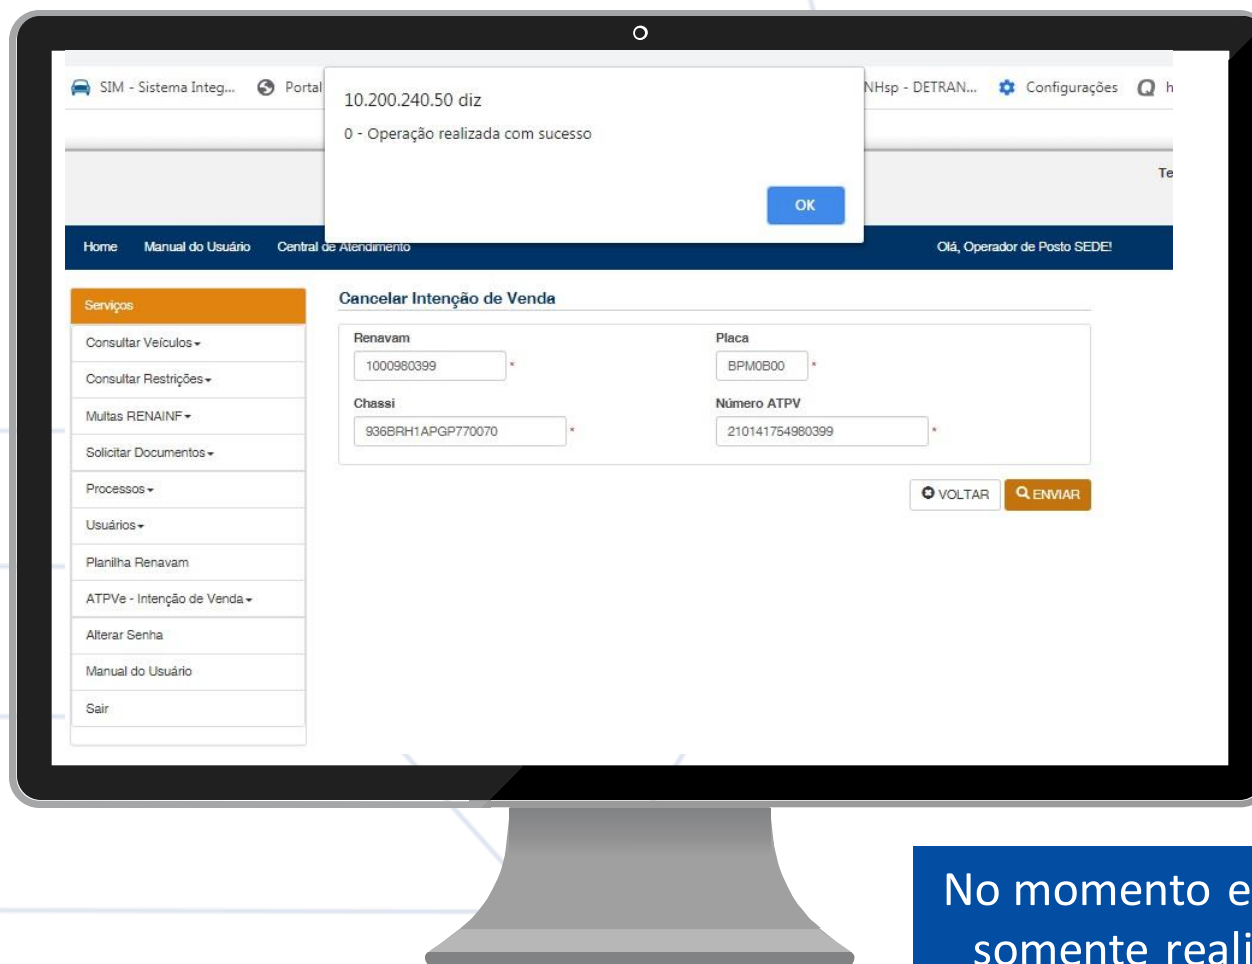 SIM - Sistema Integ... Portal NHsp - DETRAN... Configurações
10.200.240.50 diz
0 - Operação realizada com sucesso
OK
Home Manual do Usuário Central de Atendimento Olá, Operador de Posto SEDE!
Serviços
Consultar Veículos
Consultar Restrições
Multas RENAINF
Solicitar Documentos
Processos
Usuários
Planilha Renavam
ATPVe - Intenção de Venda
Alterar Senha
Manual do Usuário
Sair
Cancelar Intenção de Venda
Renavam Placa
1000980399 * BPM0B00 *
Chassi Número ATPV
936BRH1APGP770070 * 210141754980399 *
VOLTAR ENVIAR
No momento e
somente reali